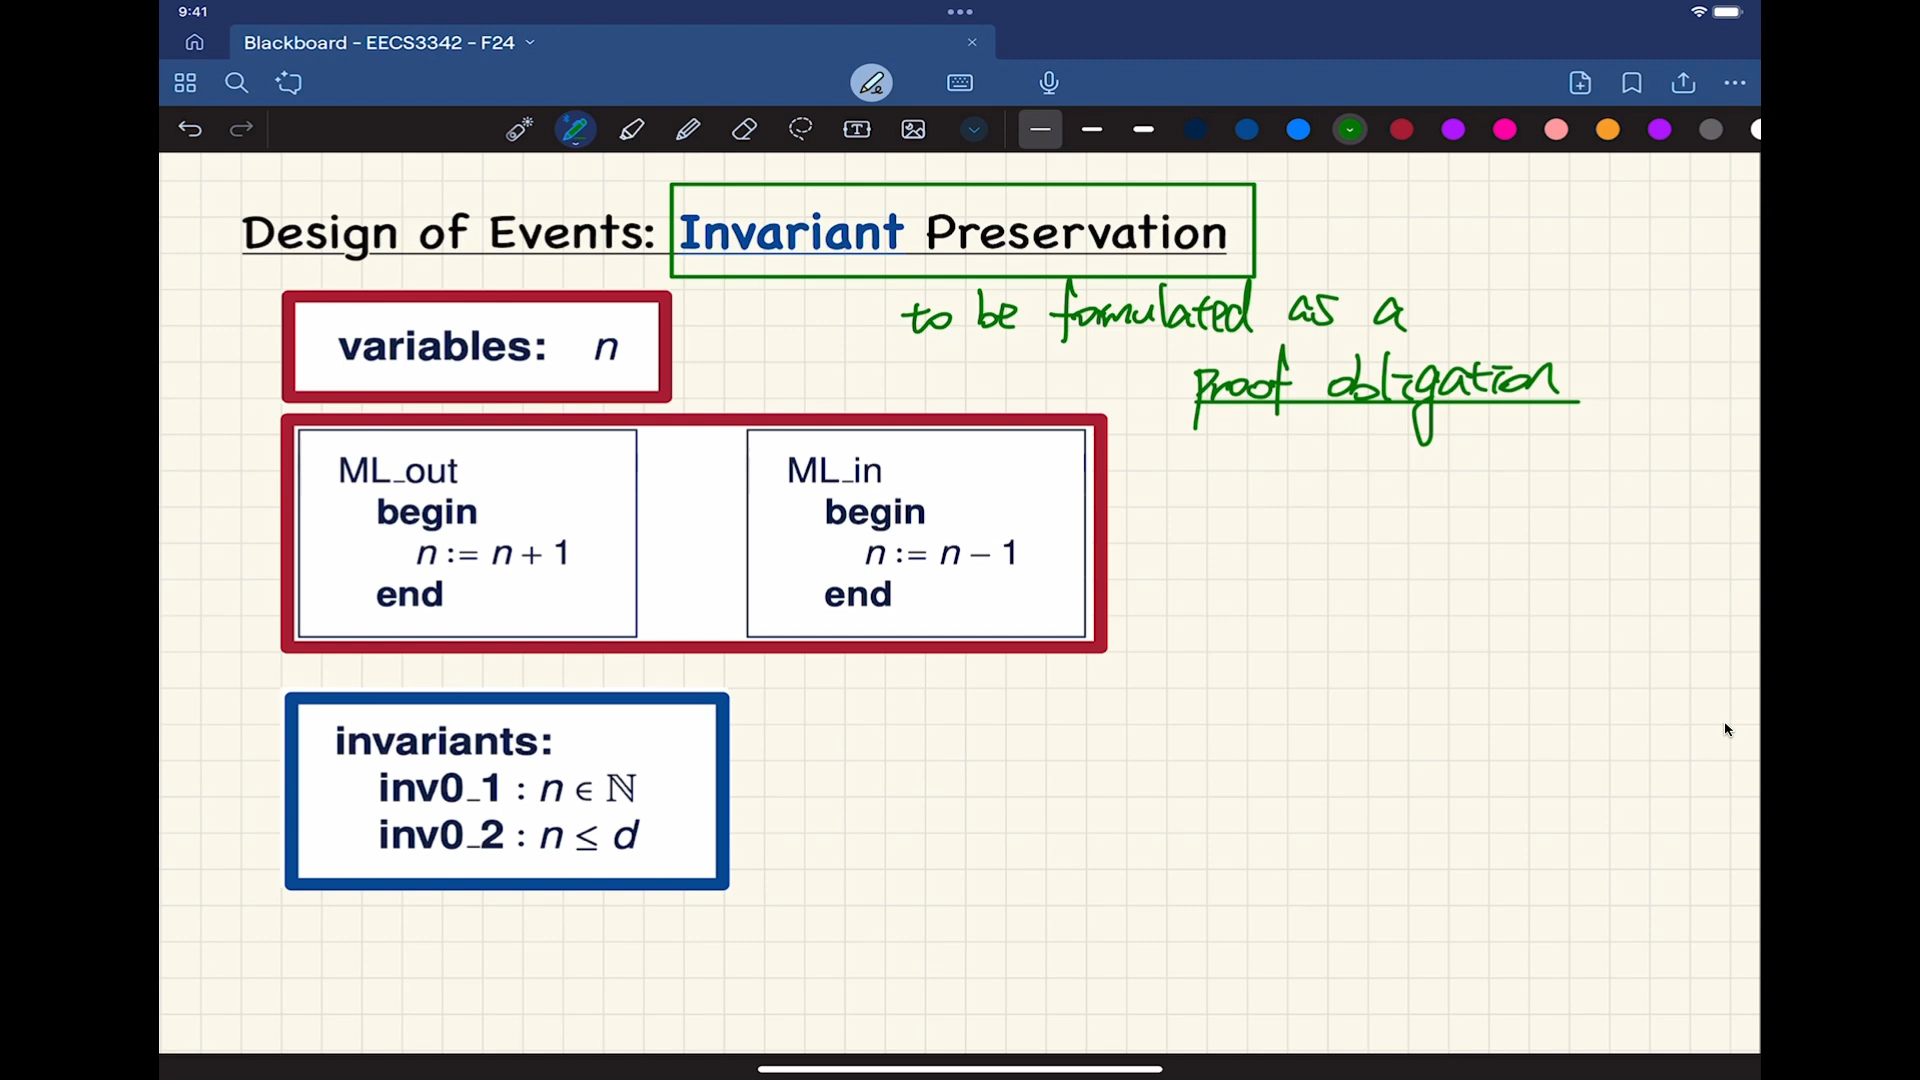 9:41
Blackboard - EECS3342 - F24
Design of Events: Invariant Preservation
to be formulated as a
proof obligation
variables: n
ML_out
begin
n := n + 1
end
ML_in
begin
n := n − 1
end
invariants:
inv0_1 : n ∈ ℕ
inv0_2 : n ≤ d